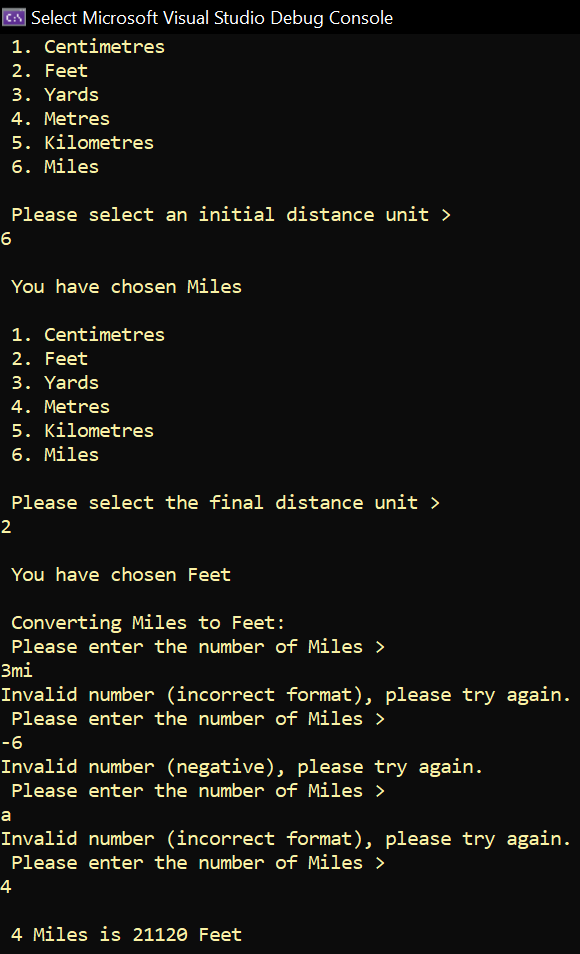 C:\ Select Microsoft Visual Studio Debug Console
1. Centimetres
2. Feet
3. Yards
4. Metres
5. Kilometres
6. Miles
Please select an initial distance unit >
6
You have chosen Miles
1. Centimetres
2. Feet
3. Yards
4. Metres
5. Kilometres
6. Miles
Please select the final distance unit >
2
You have chosen Feet
Converting Miles to Feet:
Please enter the number of Miles >
3mi
Invalid number (incorrect format), please try again.
Please enter the number of Miles >
-6
Invalid number (negative), please try again.
Please enter the number of Miles >
a
Invalid number (incorrect format), please try again.
Please enter the number of Miles >
4
4 Miles is 21120 Feet